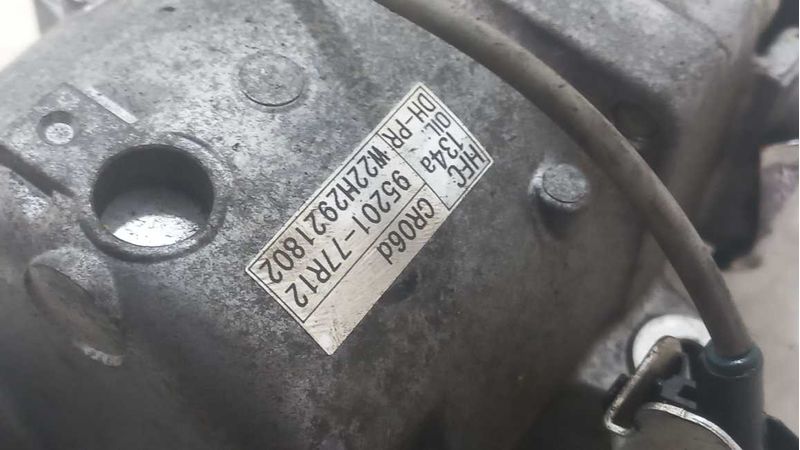 HFC 134a CR06d
OIL 95201-77R12
DH-PR W22H2921802